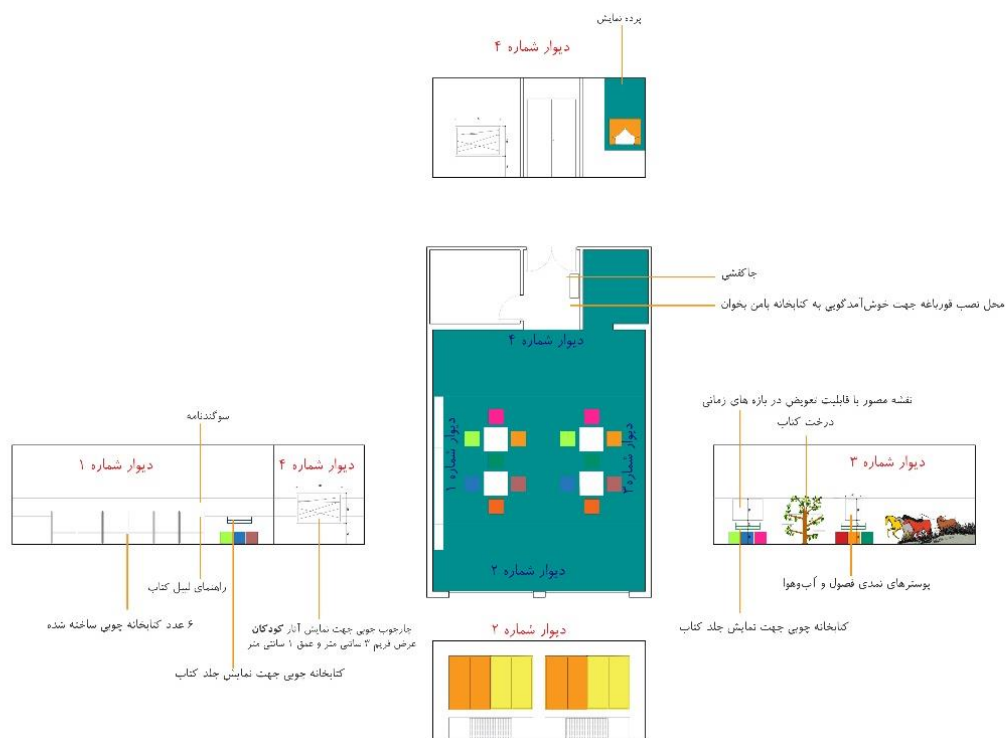 پرده نمایش
دیوار شماره ۴
جاکفشی
محل نصب قورباغه جهت خوش‌آمدگویی به کتابخانه بامن بخوان
دیوار شماره ۴
دیوار شماره ۱
دیوار شماره ۳
دیوار شماره ۲
نقشه مصور با قابلیت تعویض در بازه های زمانی
درخت کتاب
دیوار شماره ۳
پوسترهای نمدی فصول و آب‌وهوا
کتابخانه چوبی جهت نمایش جلد کتاب
سوگندنامه
دیوار شماره ۴
دیوار شماره ۱
راهنمای لیبل کتاب
۶ عدد کتابخانه چوبی ساخته شده
چارچوب چوبی جهت نمایش آثار کودکان
عرض فریم ۳ سانتی متر و عمق ۱ سانتی متر
کتابخانه چوبی جهت نمایش جلد کتاب
دیوار شماره ۲